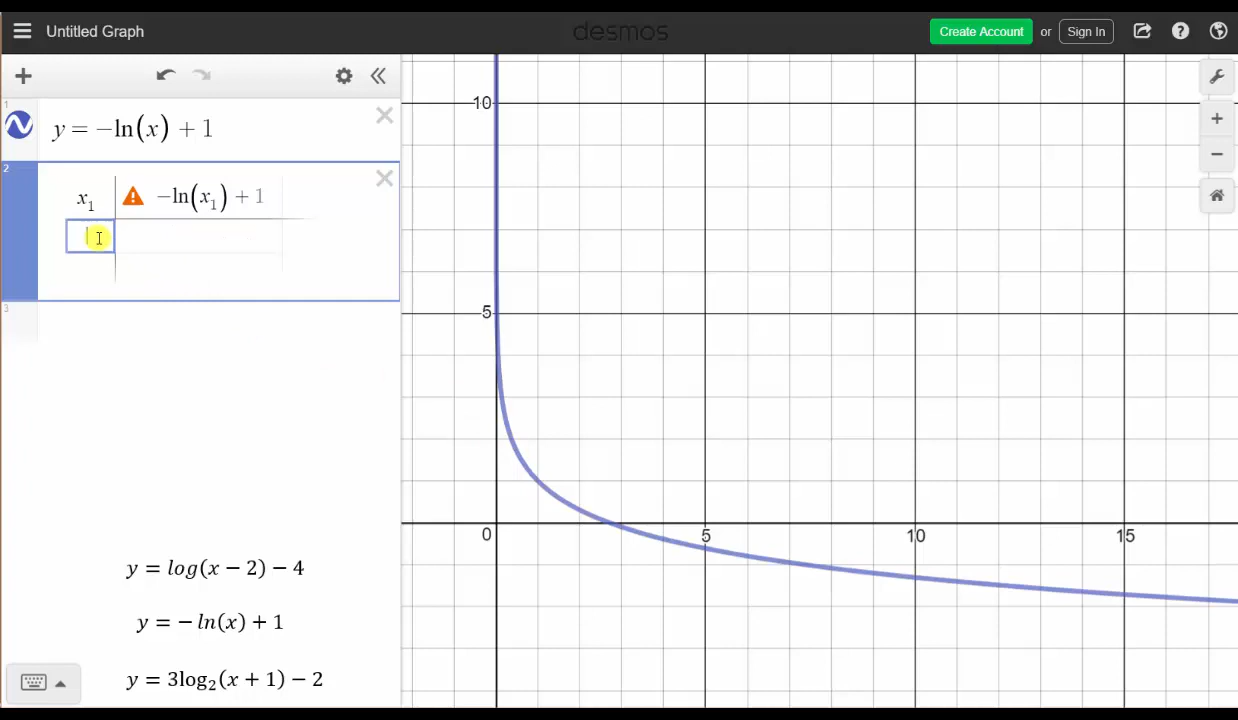 Untitled Graph
desmos
Create Account or Sign In
1
y = −ln(x) + 1
2
x₁ −ln(x₁) + 1
3
10
5
0 5 10 15
y = log(x − 2) − 4
y = − ln(x) + 1
y = 3log₂(x + 1) − 2